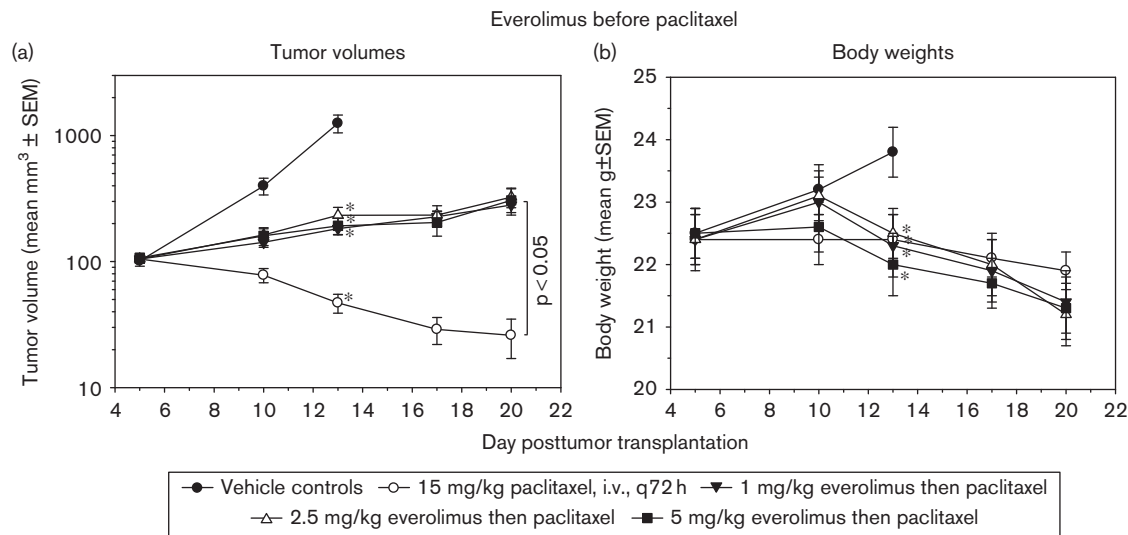 Everolimus before paclitaxel
(a)
Tumor volumes
Tumor volume (mean mm³ ± SEM)
1000
100
10
4 6 8 10 12 14 16 18 20 22
*
*
*
*
p < 0.05
(b)
Body weights
Body weight (mean g±SEM)
25
24
23
22
21
20
4 6 8 10 12 14 16 18 20 22
*
*
*
Day posttumor transplantation
Vehicle controls 15 mg/kg paclitaxel, i.v., q72 h 1 mg/kg everolimus then paclitaxel
2.5 mg/kg everolimus then paclitaxel 5 mg/kg everolimus then paclitaxel